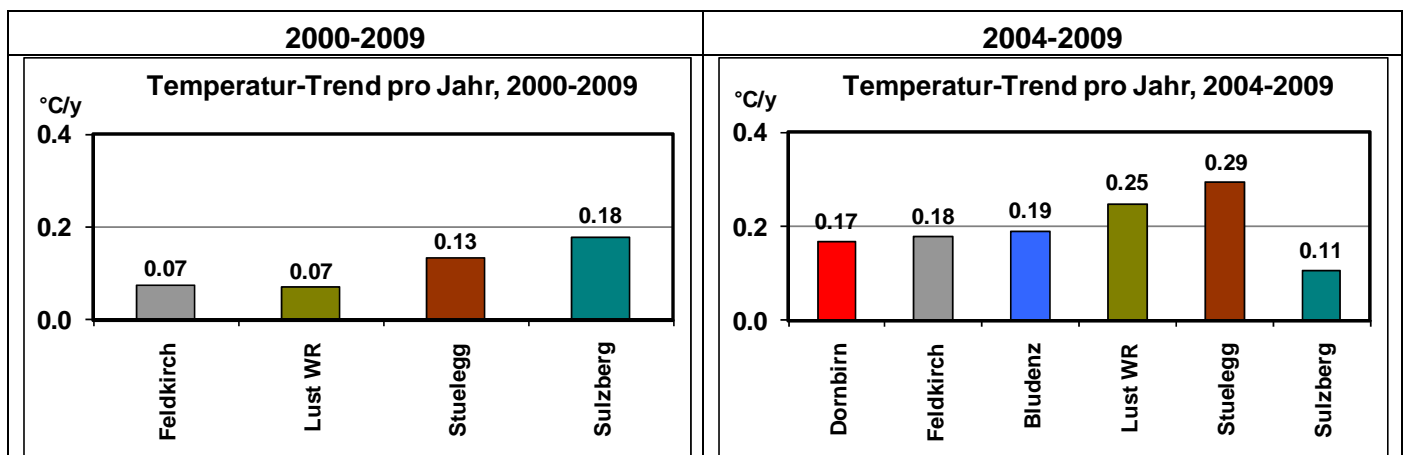 2000-2009
Temperatur-Trend pro Jahr, 2000-2009
°C/y
0.4
0.2
0.0
0.07
0.07
0.13
0.18
Feldkirch
Lust WR
Stuelegg
Sulzberg
2004-2009
Temperatur-Trend pro Jahr, 2004-2009
°C/y
0.4
0.2
0.0
0.17
0.18
0.19
0.25
0.29
0.11
Dornbirn
Feldkirch
Bludenz
Lust WR
Stuelegg
Sulzberg